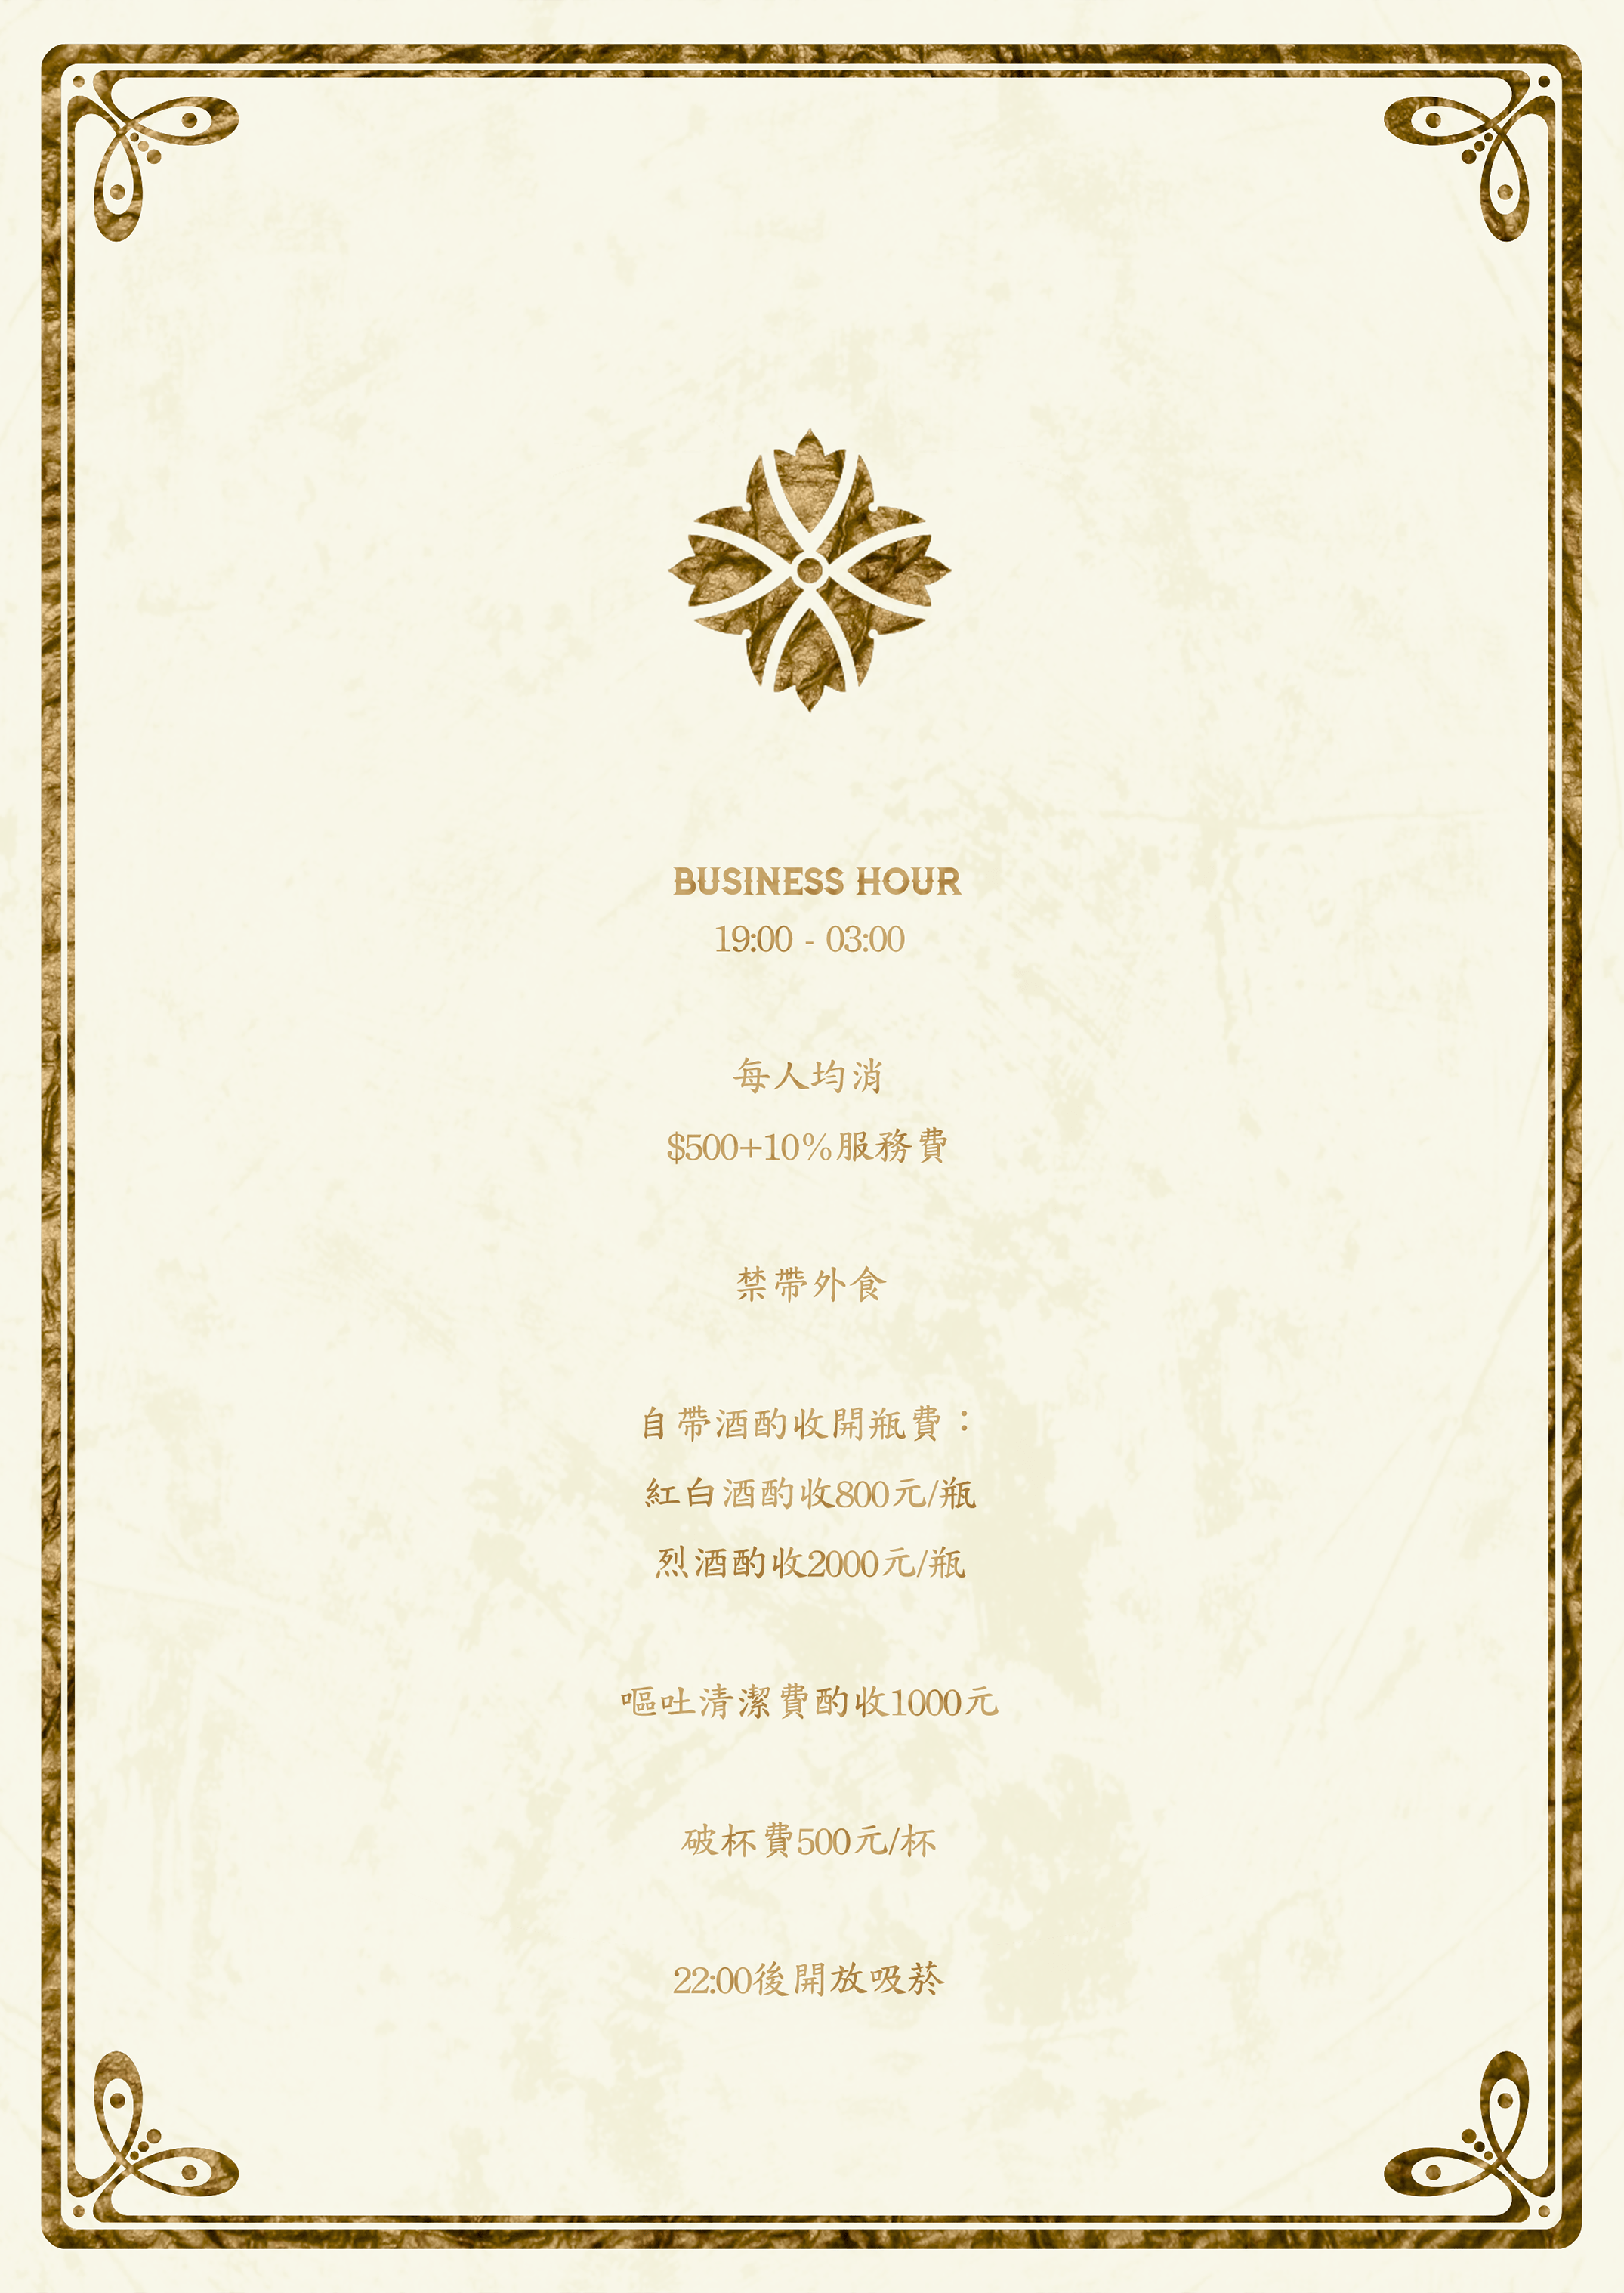 BUSINESS HOUR
19:00 - 03:00
每人均消
$500+10%服務費
禁帶外食
自帶酒酌收開瓶費：
紅白酒酌收800元/瓶
烈酒酌收2000元/瓶
嘔吐清潔費酌收1000元
破杯費500元/杯
22:00後開放吸菸